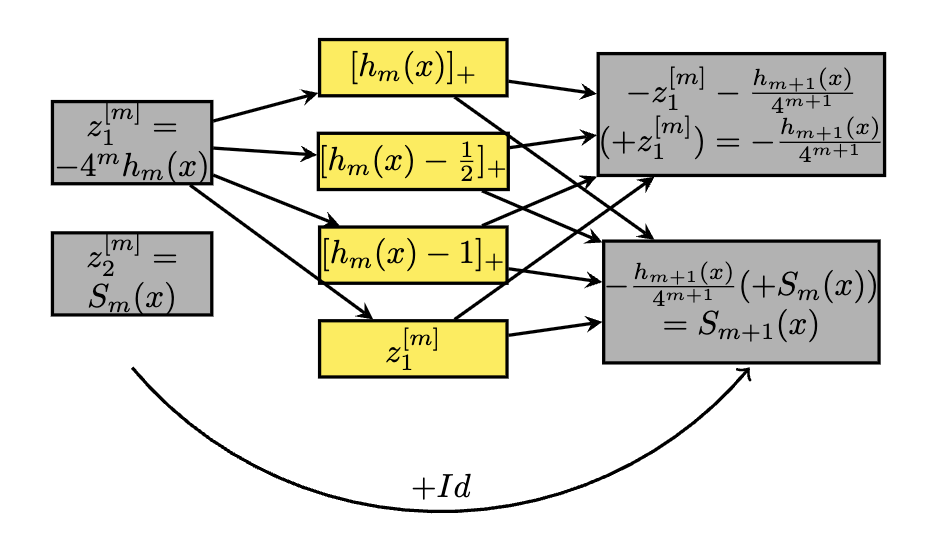 z_1^{[m]} =
-4^m h_m(x)
z_2^{[m]} =
S_m(x)
[h_m(x)]_+
[h_m(x) - \frac{1}{2}]_+
[h_m(x) - 1]_+
z_1^{[m]}
-z_1^{[m]} - \frac{h_{m+1}(x)}{4^{m+1}}
(+z_1^{[m]}) = -\frac{h_{m+1}(x)}{4^{m+1}}
-\frac{h_{m+1}(x)}{4^{m+1}}(+S_m(x))
= S_{m+1}(x)
+Id